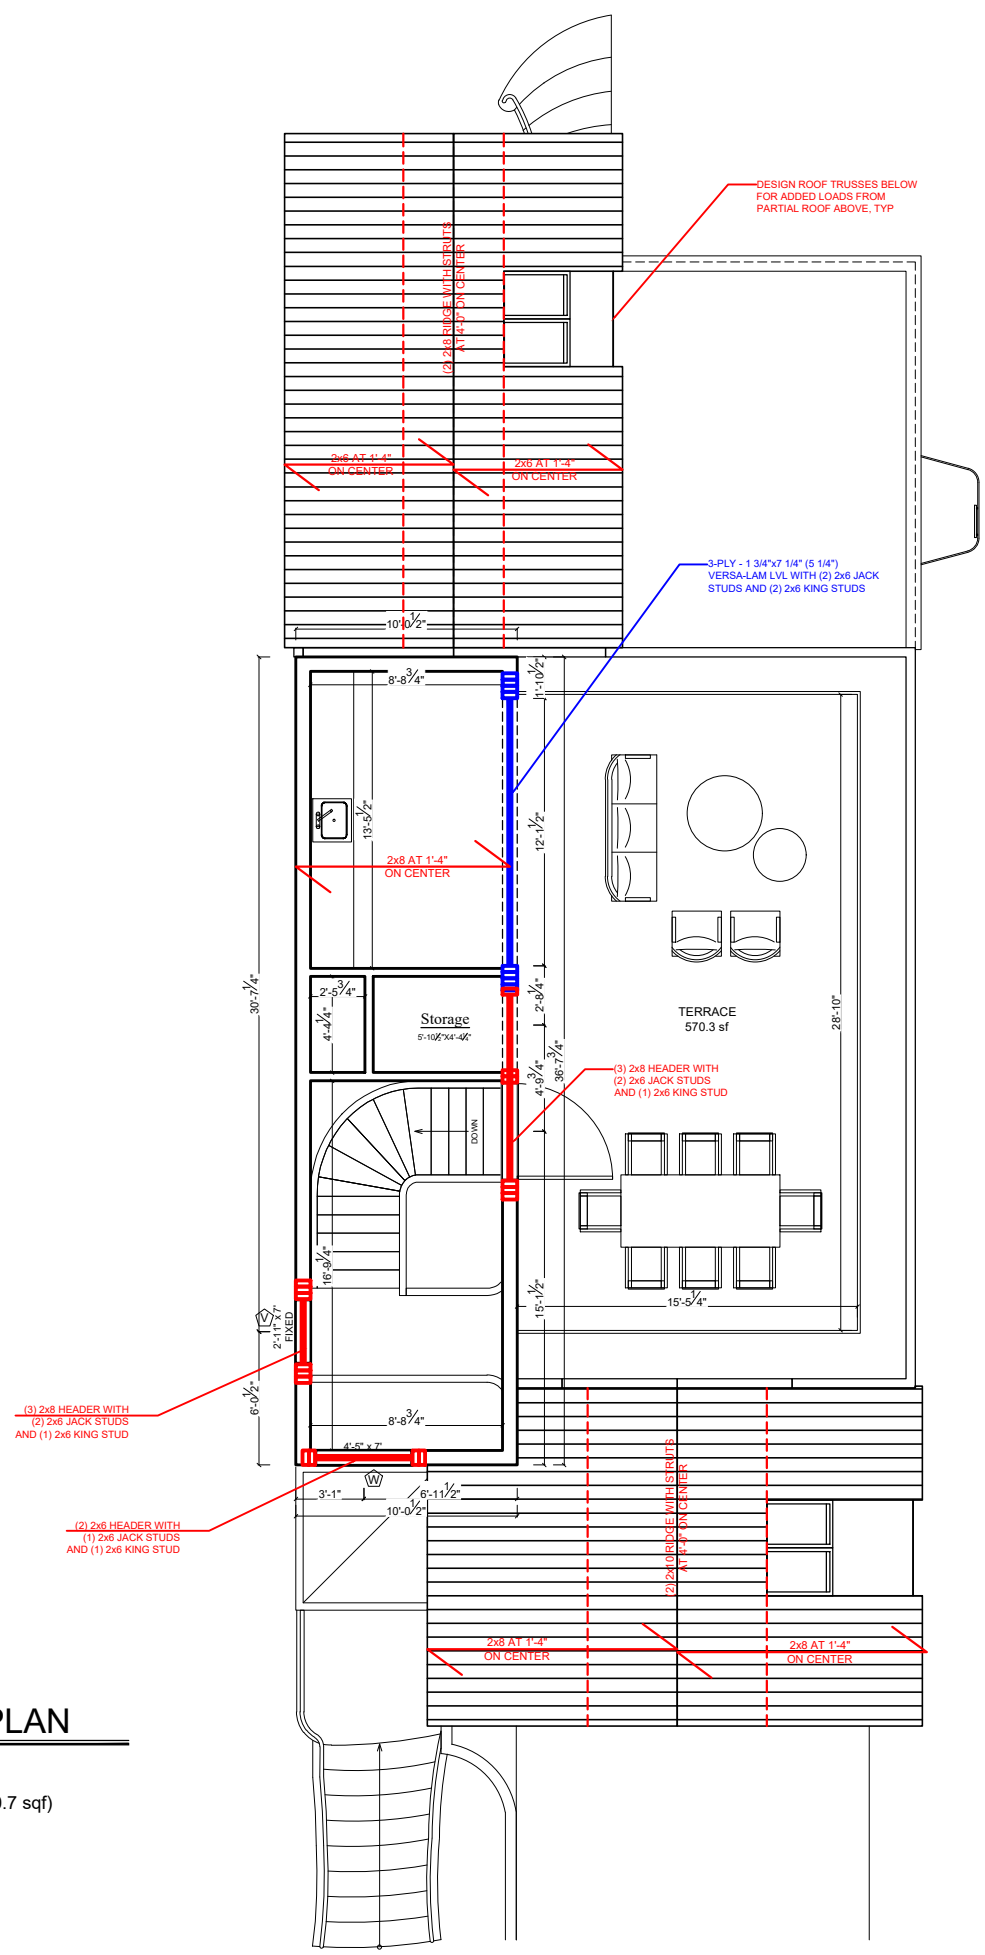 DESIGN ROOF TRUSSES BELOW
FOR ADDED LOADS FROM
PARTIAL ROOF ABOVE, TYP
(2) 2x8 RIDGE WITH STRUTS
AT 4'-0" ON CENTER
2x6 AT 1'-4"
ON CENTER
2x6 AT 1'-4"
ON CENTER
3-PLY - 1 3/4"x7 1/4" (5 1/4")
VERSA-LAM LVL WITH (2) 2x6 JACK
STUDS AND (2) 2x6 KING STUDS
10'-0 1/2"
8'-8 3/4"
1'-10 1/2"
13'-5 1/2"
12'-1 1/2"
2x8 AT 1'-4"
ON CENTER
30'-7 1/4"
2'-5 3/4"
4'-4 1/4"
Storage
5'-10 1/2"X4'-4 1/4"
2'-8 1/4"
36'-7 3/4"
4'-9 3/4"
TERRACE
570.3 sf
28'-10"
(3) 2x8 HEADER WITH
(2) 2x6 JACK STUDS
AND (1) 2x6 KING STUD
DOWN
16'-9 1/4"
15'-1 1/2"
15'-5 1/4"
V
2'-11" x 7'
FIXED
6'-0 1/2"
(3) 2x8 HEADER WITH
(2) 2x6 JACK STUDS
AND (1) 2x6 KING STUD
8'-8 3/4"
4'-5" x 7'
W
3'-1"
6'-11 1/2"
10'-0 1/2"
(2) 2x6 HEADER WITH
(1) 2x6 JACK STUDS
AND (1) 2x6 KING STUD
(2) 2x10 RIDGE WITH STRUTS
AT 4'-0" ON CENTER
2x8 AT 1'-4"
ON CENTER
2x8 AT 1'-4"
ON CENTER
PLAN
.7 sqf)